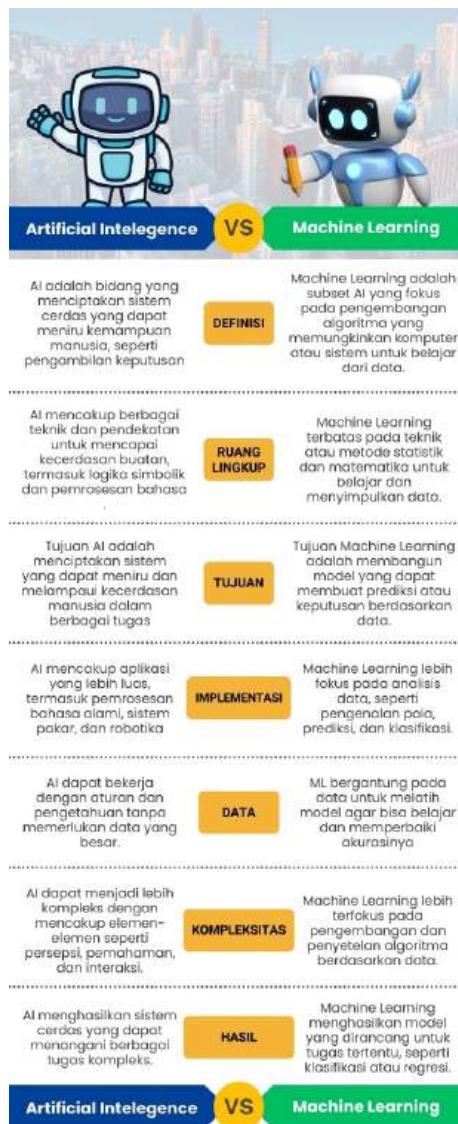 Artificial Intelegence
VS
Machine Learning
AI adalah bidang yang
menciptakan sistem
cerdas yang dapat
meniru kemampuan
manusia, seperti
pengambilan keputusan
DEFINISI
Machine Learning adalah
subset AI yang fokus
pada pengembangan
algoritma yang
memungkinkan komputer
atau sistem untuk belajar
dari data.
AI mencakup berbagai
teknik dan pendekatan
untuk mencapai
kecerdasan buatan,
termasuk logika simbolik
dan pemrosesan bahasa
.
RUANG
LINGKUP
Machine Learning
terbatas pada teknik
atau metode statistik
dan matematika untuk
belajar dan
menyimpulkan data.
Tujuan AI adalah
menciptakan sistem
yang dapat meniru dan
melampaui kecerdasan
manusia dalam
berbagai tugas
TUJUAN
Tujuan Machine Learning
adalah membangun
model yang dapat
membuat prediksi atau
keputusan berdasarkan
data.
AI mencakup aplikasi
yang lebih luas,
termasuk pemrosesan
bahasa alami, sistem
pakar, dan robotika
IMPLEMENTASI
Machine Learning lebih
fokus pada analisis
data, seperti
pengenalan pola,
prediksi, dan klasifikasi.
AI dapat bekerja
dengan aturan dan
pengetahuan tanpa
memerlukan data yang
besar.
DATA
ML bergantung pada
data untuk melatih
model agar bisa belajar
dan memperbaiki
akurasinya
AI dapat menjadi lebih
kompleks dengan
mencakup elemen-
elemen seperti
persepsi, pemahaman,
dan interaksi.
KOMPLEKSITAS
Machine Learning lebih
terfokus pada
pengembangan dan
penyetelan algoritma
berdasarkan data.
AI menghasilkan sistem
cerdas yang dapat
menangani berbagai
tugas kompleks.
HASIL
Machine Learning
menghasilkan model
yang dirancang untuk
tugas tertentu, seperti
klasifikasi atau regresi.
Artificial Intelegence
VS
Machine Learning